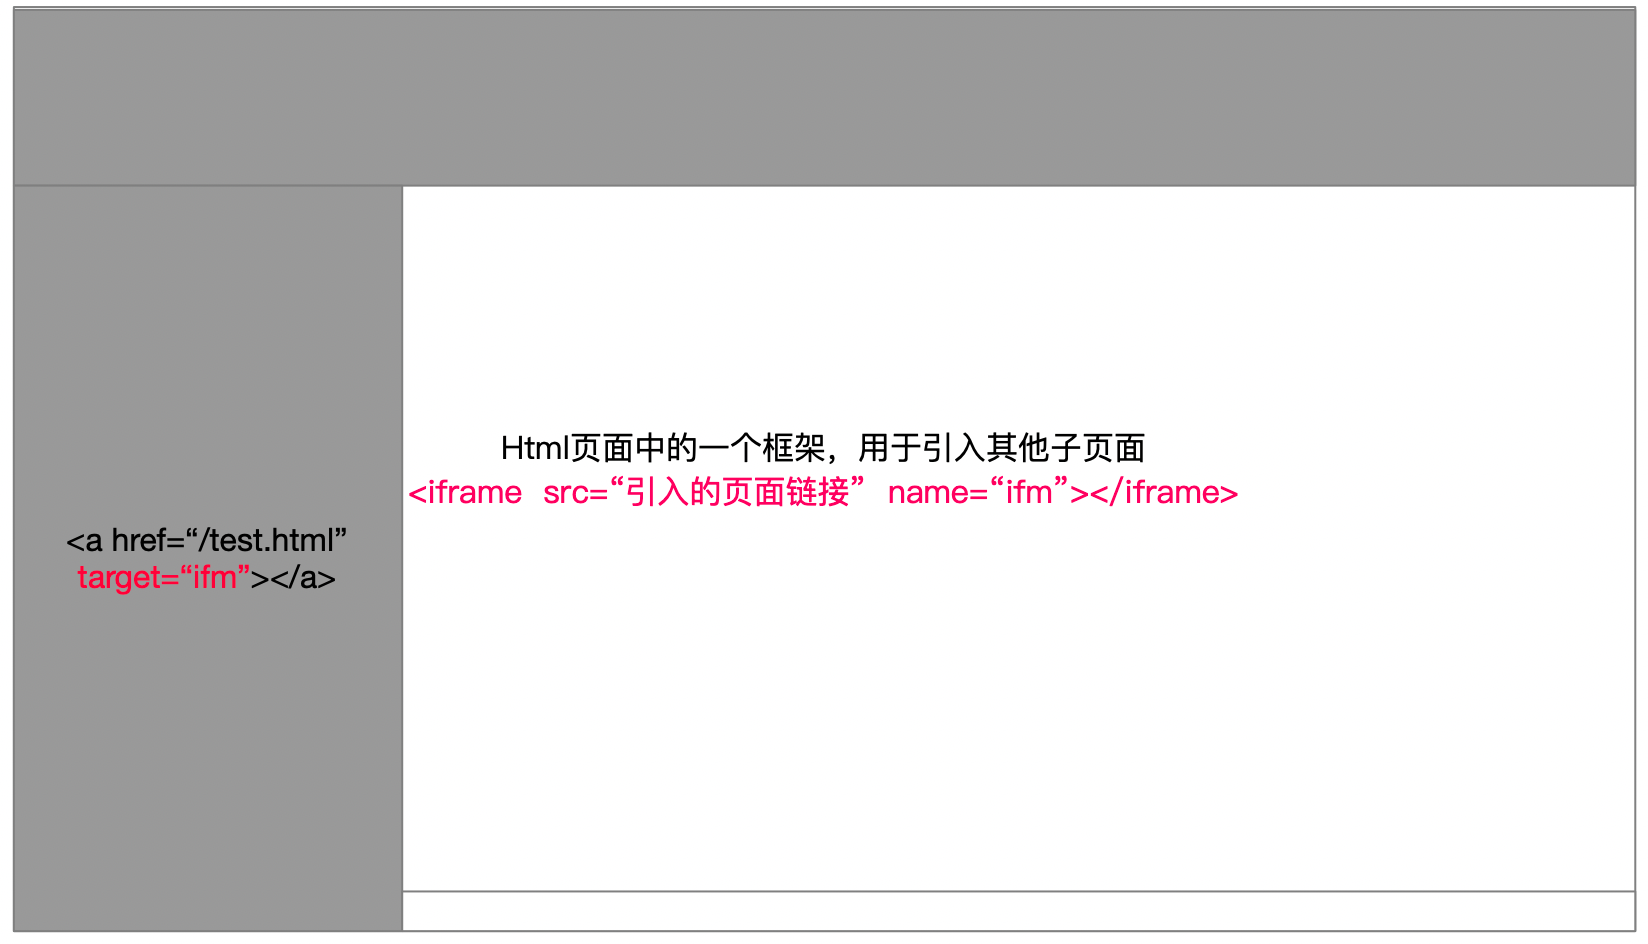 Html页面中的一个框架，用于引入其他子页面
<iframe  src=“引入的页面链接”  name=“ifm”></iframe>
<a href=“/test.html”
target=“ifm”></a>